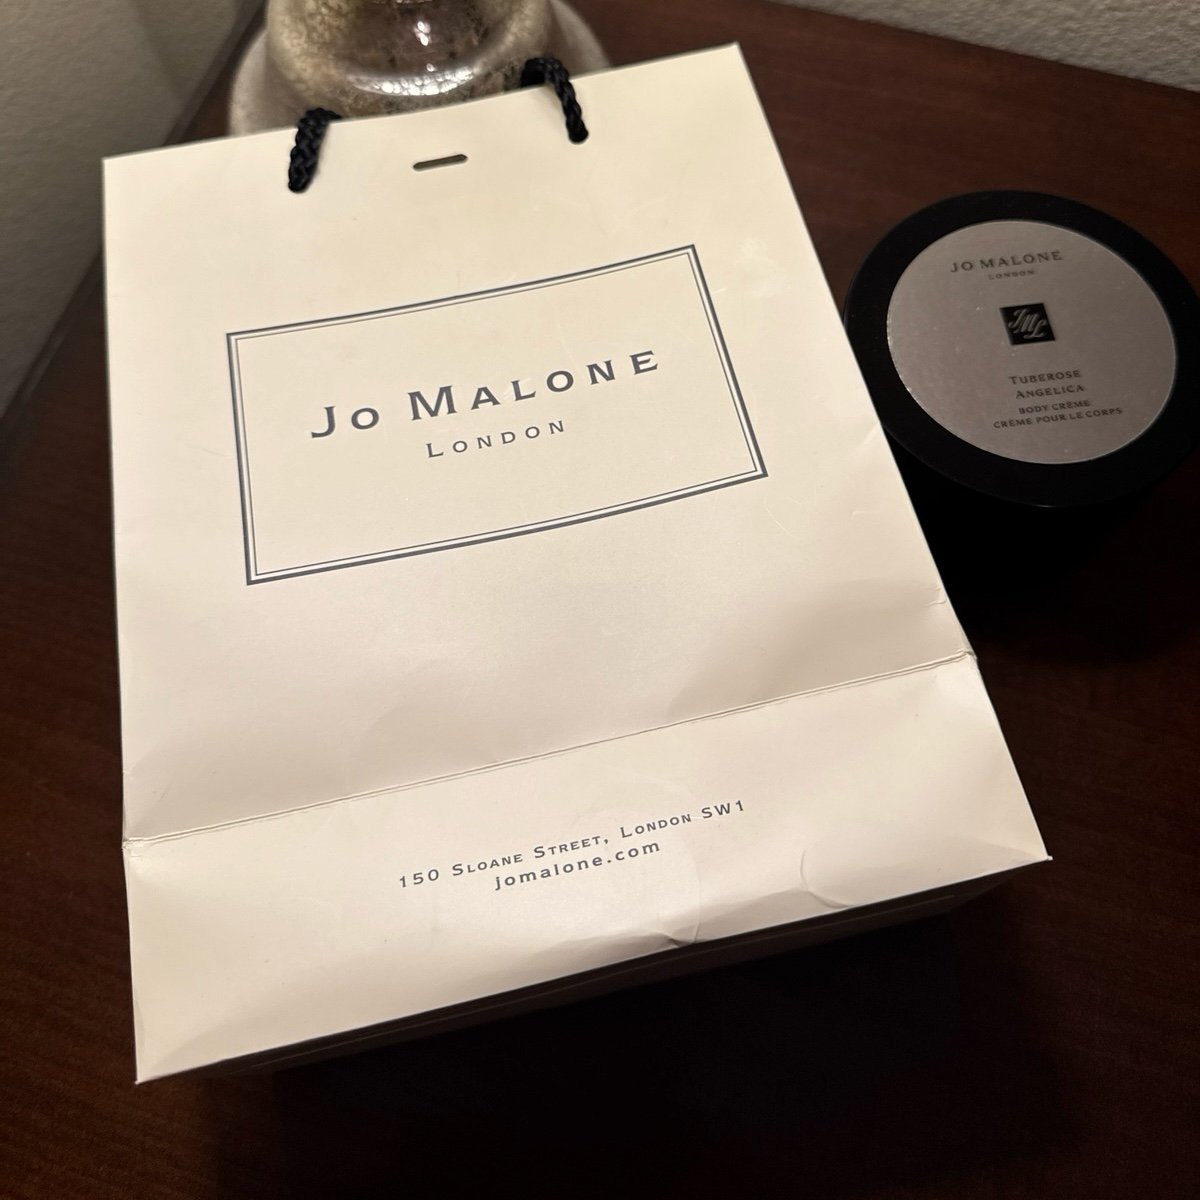 Jo Malone
London
150 Sloane Street, London SW1
jomalone.com
JO MALONE
LONDON
JML
TUBEROSE
ANGELICA
BODY CRÈME
CRÈME POUR LE CORPS